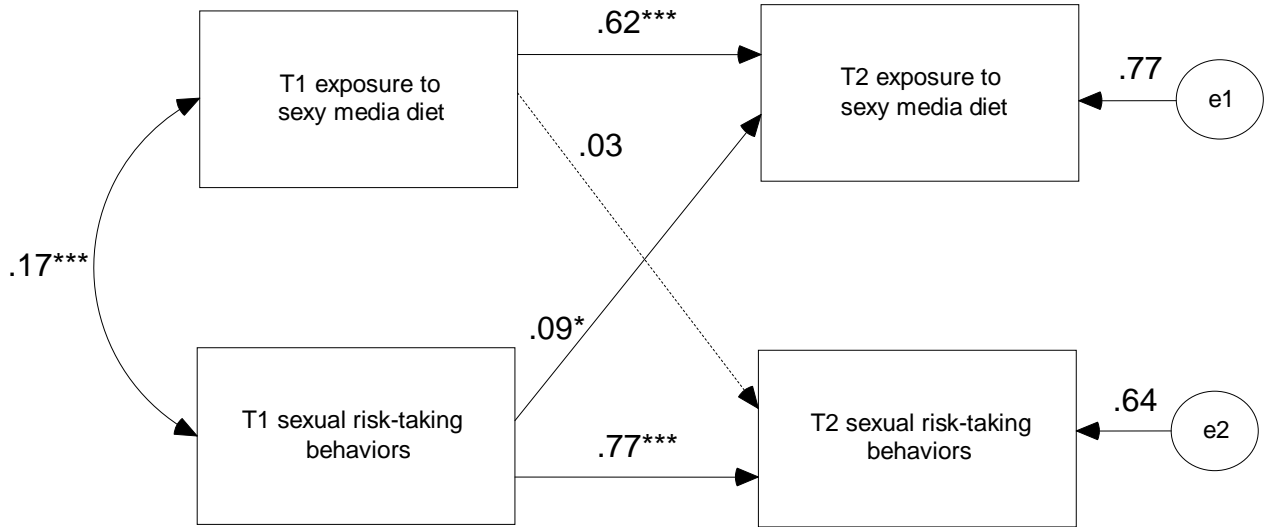 .62***
T1 exposure to
sexy media diet
T2 exposure to
sexy media diet
.77
e1
.03
.17***
.09*
T1 sexual risk-taking
behaviors
.77***
T2 sexual risk-taking
behaviors
.64
e2